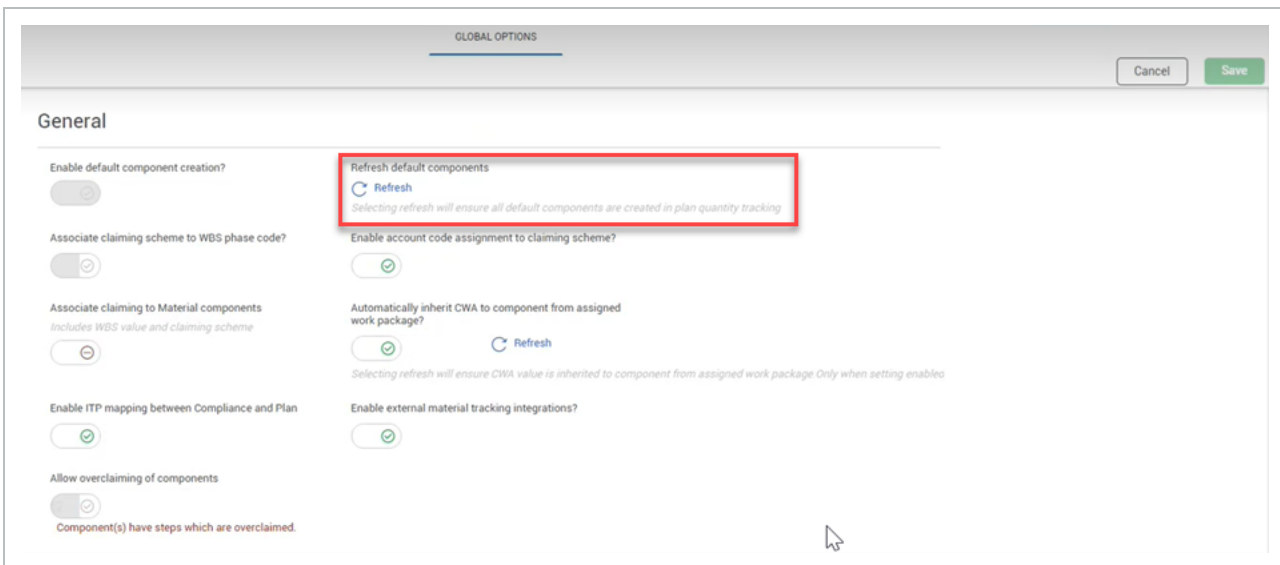 GLOBAL OPTIONS
Cancel
Save
General
Enable default component creation?
Refresh default components
Refresh
Selecting refresh will ensure all default components are created in plan quantity tracking
Associate claiming scheme to WBS phase code?
Enable account code assignment to claiming scheme?
Associate claiming to Material components
Includes WBS value and claiming scheme
Automatically inherit CWA to component from assigned
work package?
Refresh
Selecting refresh will ensure CWA value is inherited to component from assigned work package.Only when setting enabled
Enable ITP mapping between Compliance and Plan
Enable external material tracking integrations?
Allow overclaiming of components
Component(s) have steps which are overclaimed.